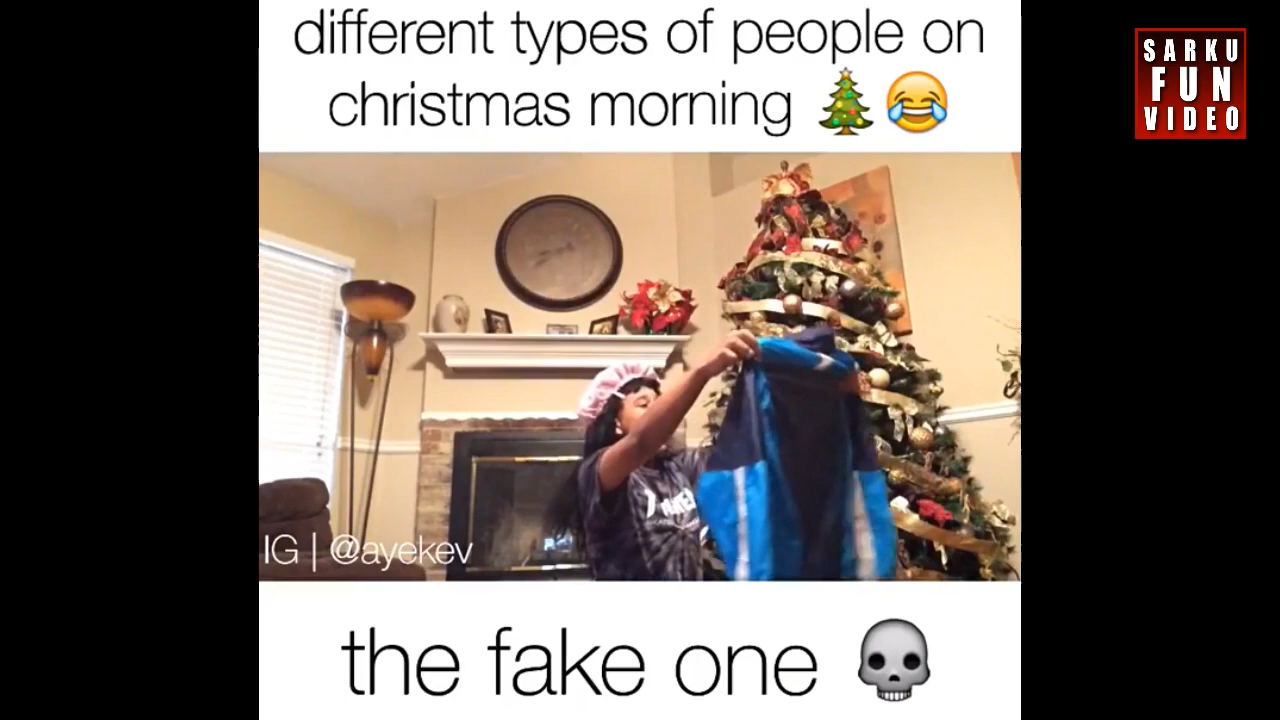 different types of people on
christmas morning 🎄😂
SARKU
FUN
VIDEO
IG | @ayekev
the fake one 💀